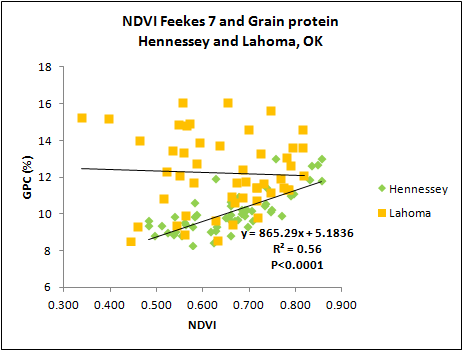 NDVI Feekes 7 and Grain protein
Hennessey and Lahoma, OK
18
16
14
12
10
8
6
GPC (%)
Hennessey
Lahoma
y = 865.29x + 5.1836
R² = 0.56
P<0.0001
0.300 0.400 0.500 0.600 0.700 0.800 0.900
NDVI